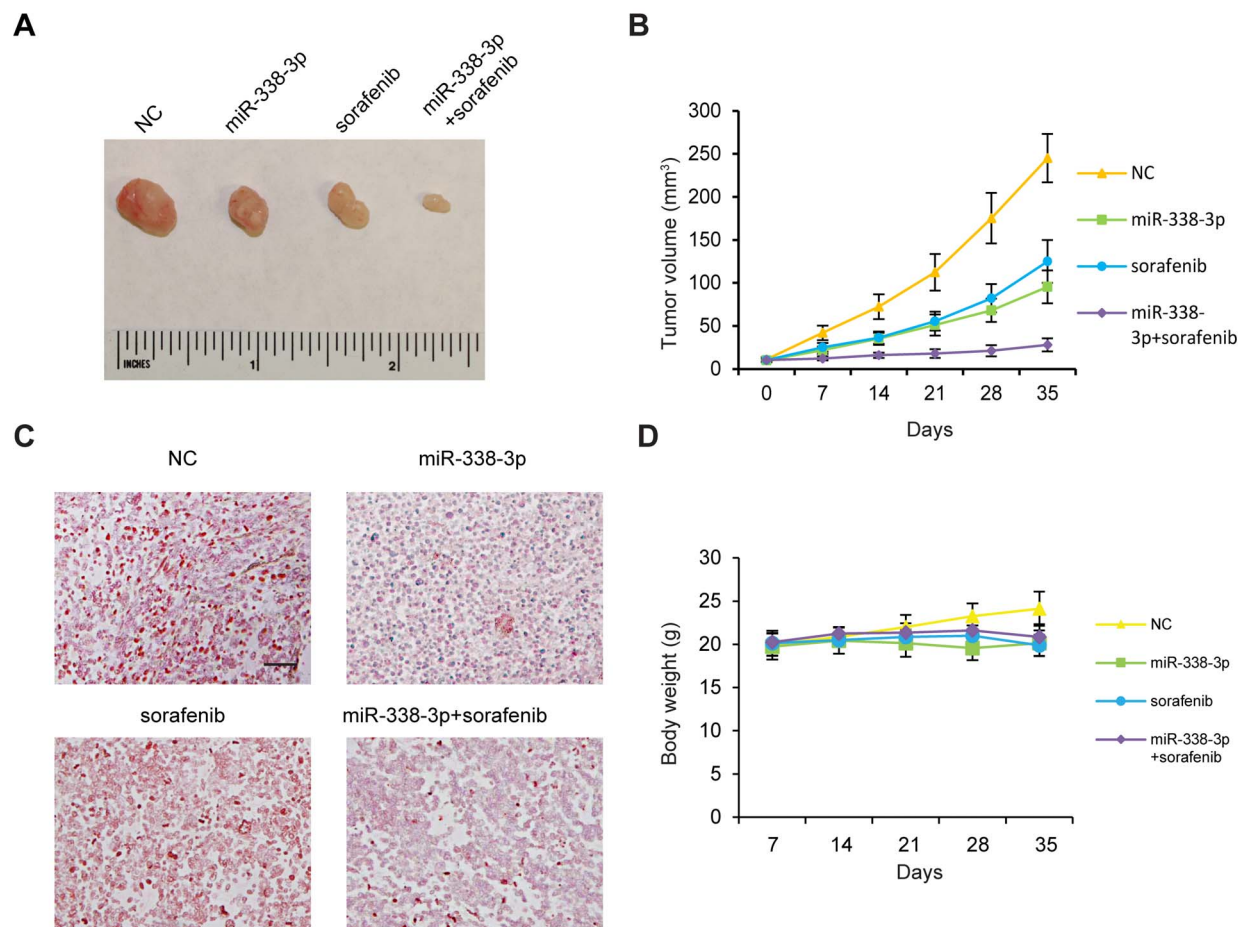 A
NC
miR-338-3p
sorafenib
miR-338-3p
+sorafenib
INCHES
1
2
B
300
250
200
150
100
50
0
Tumor volume (mm³)
0 7 14 21 28 35
Days
NC
miR-338-3p
sorafenib
miR-338-
3p+sorafenib
C
NC
miR-338-3p
sorafenib
miR-338-3p+sorafenib
D
30
25
20
15
10
5
0
Body weight (g)
7 14 21 28 35
Days
NC
miR-338-3p
sorafenib
miR-338-3p
+sorafenib